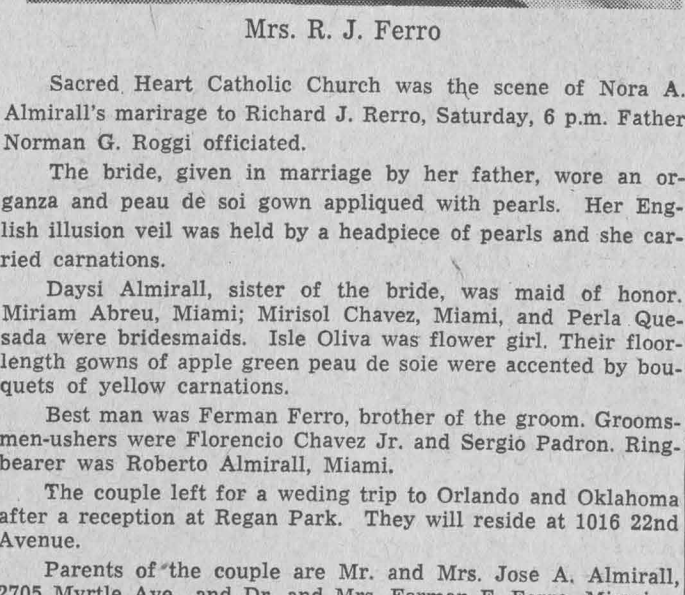 Mrs. R. J. Ferro
Sacred Heart Catholic Church was the scene of Nora A.
Almirall's marirage to Richard J. Rerro, Saturday, 6 p.m. Father
Norman G. Roggi officiated.
The bride, given in marriage by her father, wore an or-
ganza and peau de soi gown appliqued with pearls. Her Eng-
lish illusion veil was held by a headpiece of pearls and she car-
ried carnations.
Daysi Almirall, sister of the bride, was maid of honor.
Miriam Abreu, Miami; Mirisol Chavez, Miami, and Perla Que-
sada were bridesmaids. Isle Oliva was flower girl. Their floor-
length gowns of apple green peau de soie were accented by bou-
quets of yellow carnations.
Best man was Ferman Ferro, brother of the groom. Grooms-
men-ushers were Florencio Chavez Jr. and Sergio Padron. Ring-
bearer was Roberto Almirall, Miami.
The couple left for a weding trip to Orlando and Oklahoma
after a reception at Regan Park. They will reside at 1016 22nd
Avenue.
Parents of the couple are Mr. and Mrs. Jose A. Almirall,
2705 Myrtle Ave. and Dr. and Mrs. Ferman